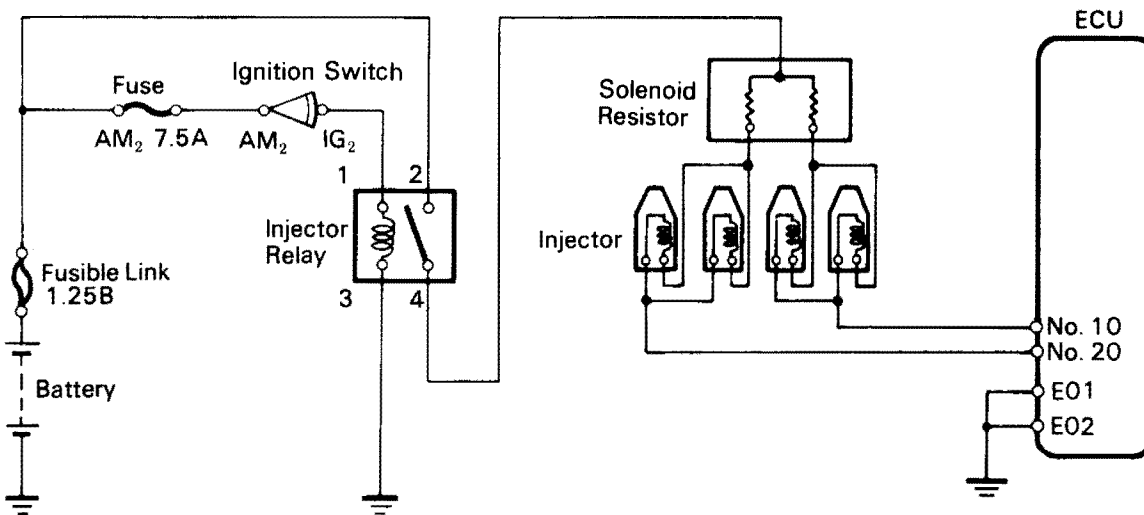 ECU
Ignition Switch
Fuse
AM₂ 7.5A
AM₂
IG₂
Solenoid
Resistor
1
2
Injector
Relay
Injector
3
4
Fusible Link
1.25B
Battery
No. 10
No. 20
E01
E02